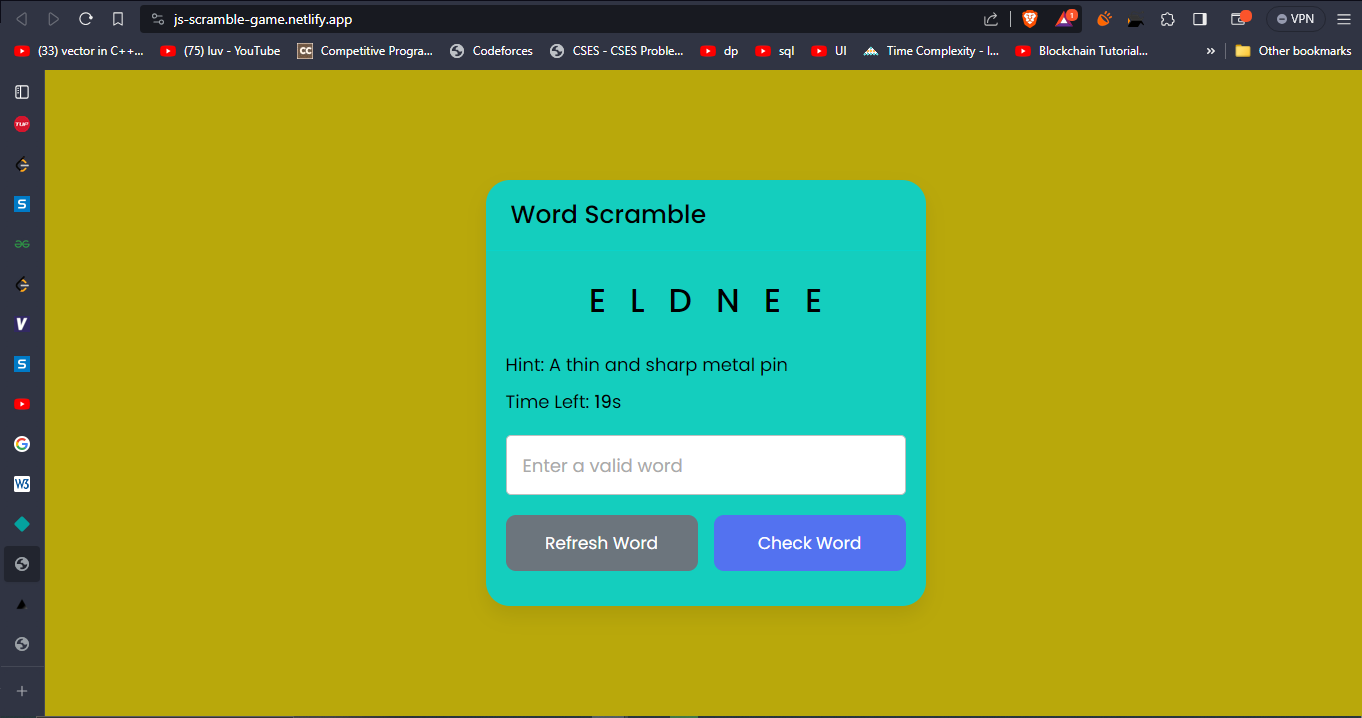 js-scramble-game.netlify.app
1
VPN
(33) vector in C++...
(75) luv - YouTube
CC
Competitive Progra...
Codeforces
CSES - CSES Proble...
dp
sql
UI
Time Complexity - I...
Blockchain Tutorial...
»
Other bookmarks
TUF
S
V
S
G
W3
Word Scramble
E L D N E E
Hint: A thin and sharp metal pin
Time Left: 19s
Enter a valid word
Refresh Word
Check Word